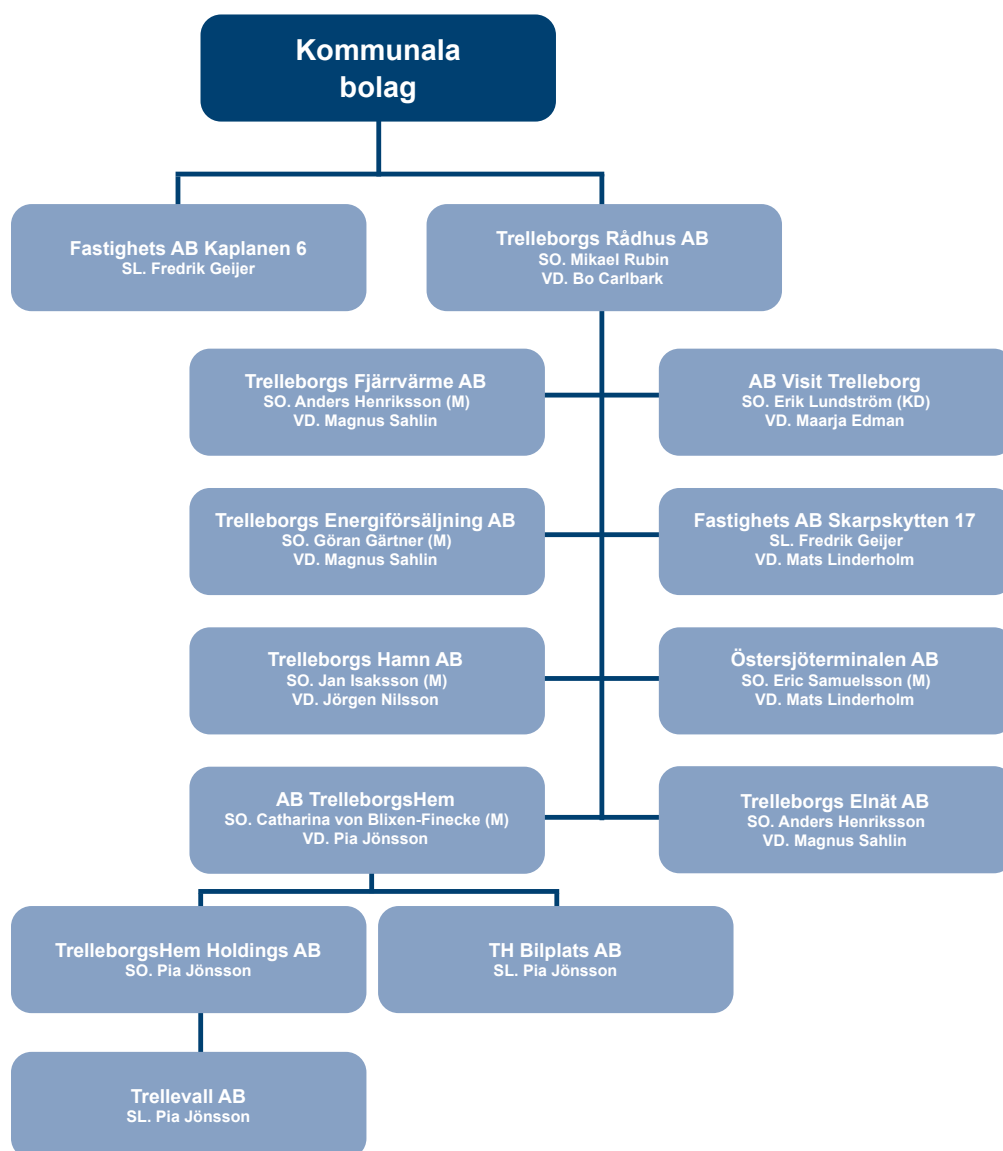 Kommunala
bolag
Fastighets AB Kaplanen 6
SL. Fredrik Geijer
Trelleborgs Rådhus AB
SO. Mikael Rubin
VD. Bo Carlbark
Trelleborgs Fjärrvärme AB
SO. Anders Henriksson (M)
VD. Magnus Sahlin
AB Visit Trelleborg
SO. Erik Lundström (KD)
VD. Maarja Edman
Trelleborgs Energiförsäljning AB
SO. Göran Gärtner (M)
VD. Magnus Sahlin
Fastighets AB Skarpskytten 17
SL. Fredrik Geijer
VD. Mats Linderholm
Trelleborgs Hamn AB
SO. Jan Isaksson (M)
VD. Jörgen Nilsson
Östersjöterminalen AB
SO. Eric Samuelsson (M)
VD. Mats Linderholm
AB TrelleborgsHem
SO. Catharina von Blixen-Finecke (M)
VD. Pia Jönsson
Trelleborgs Elnät AB
SO. Anders Henriksson
VD. Magnus Sahlin
TrelleborgsHem Holdings AB
SO. Pia Jönsson
TH Bilplats AB
SL. Pia Jönsson
Trellevall AB
SL. Pia Jönsson